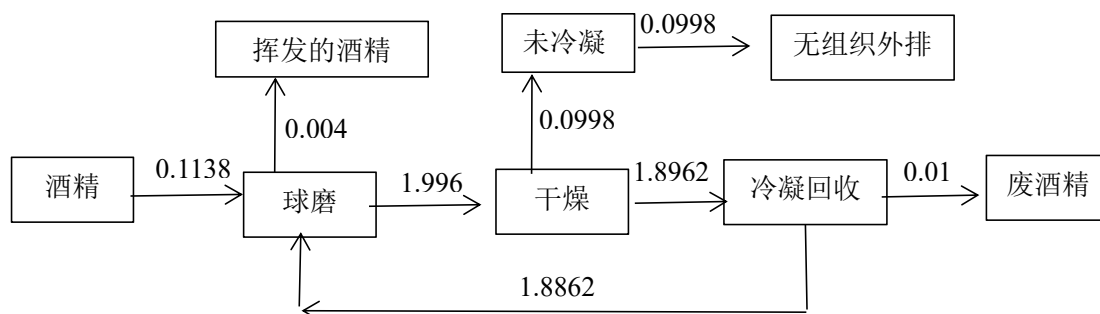 挥发的酒精
未冷凝
0.0998
无组织外排
0.004
0.0998
酒精
0.1138
球磨
1.996
干燥
1.8962
冷凝回收
0.01
废酒精
1.8862